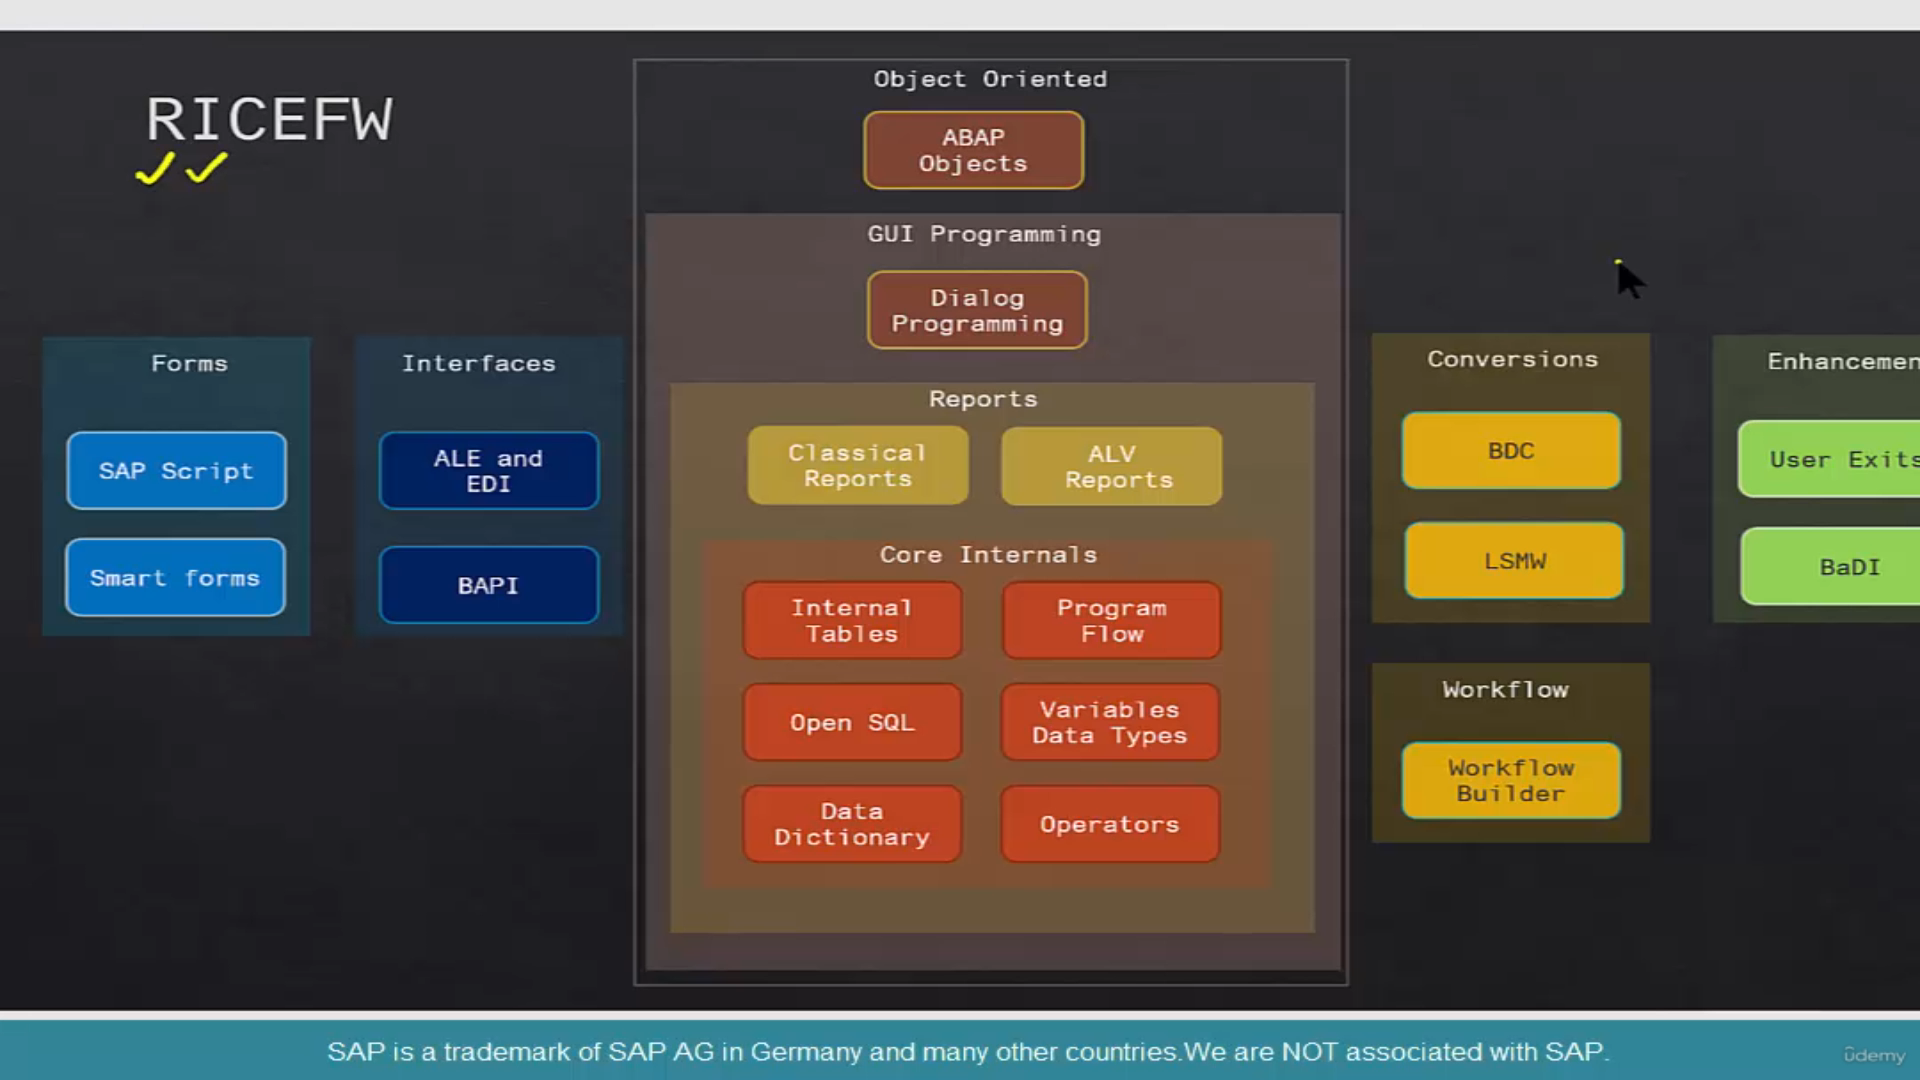 RICEFW
Object Oriented
ABAP
Objects
GUI Programming
Dialog
Programming
Forms
SAP Script
Smart forms
Interfaces
ALE and
EDI
BAPI
Reports
Classical
Reports
ALV
Reports
Core Internals
Internal
Tables
Program
Flow
Open SQL
Variables
Data Types
Data
Dictionary
Operators
Conversions
BDC
LSMW
Workflow
Workflow
Builder
Enhancemen
User Exits
BaDI
SAP is a trademark of SAP AG in Germany and many other countries.We are NOT associated with SAP.
ûdemy